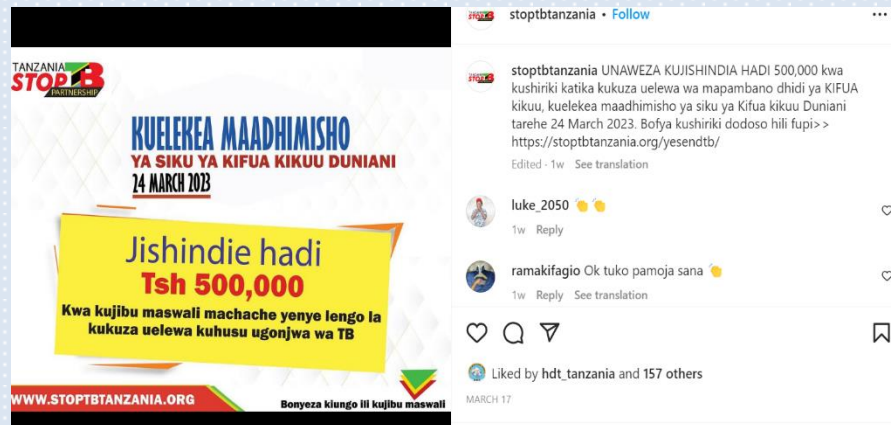 TANZANIA
STOP TB
PARTNERSHIP
KUELEKEA MAADHIMISHO
YA SIKU YA KIFUA KIKUU DUNIANI
24 MARCH 2023
Jishindie hadi
Tsh 500,000
Kwa kujibu maswali machache yenye lengo la
kukuza uelewa kuhusu ugonjwa wa TB
WWW.STOPTBTANZANIA.ORG
Bonyeza kiungo ili kujibu maswali
stoptbtanzania • Follow
stoptbtanzania UNAWEZA KUJISHINDIA HADI 500,000 kwa
kushiriki katika kukuza uelewa wa mapambano dhidi ya KIFUA
kikuu, kuelekea maadhimisho ya siku ya Kifua kikuu Duniani
tarehe 24 March 2023. Bofya kushiriki dodoso hili fupi>>
https://stoptbtanzania.org/yesendtb/
Edited · 1w See translation
luke_2050 👏👏
1w Reply
ramakifagio Ok tuko pamoja sana 👏
1w Reply See translation
Liked by hdt_tanzania and 157 others
MARCH 17